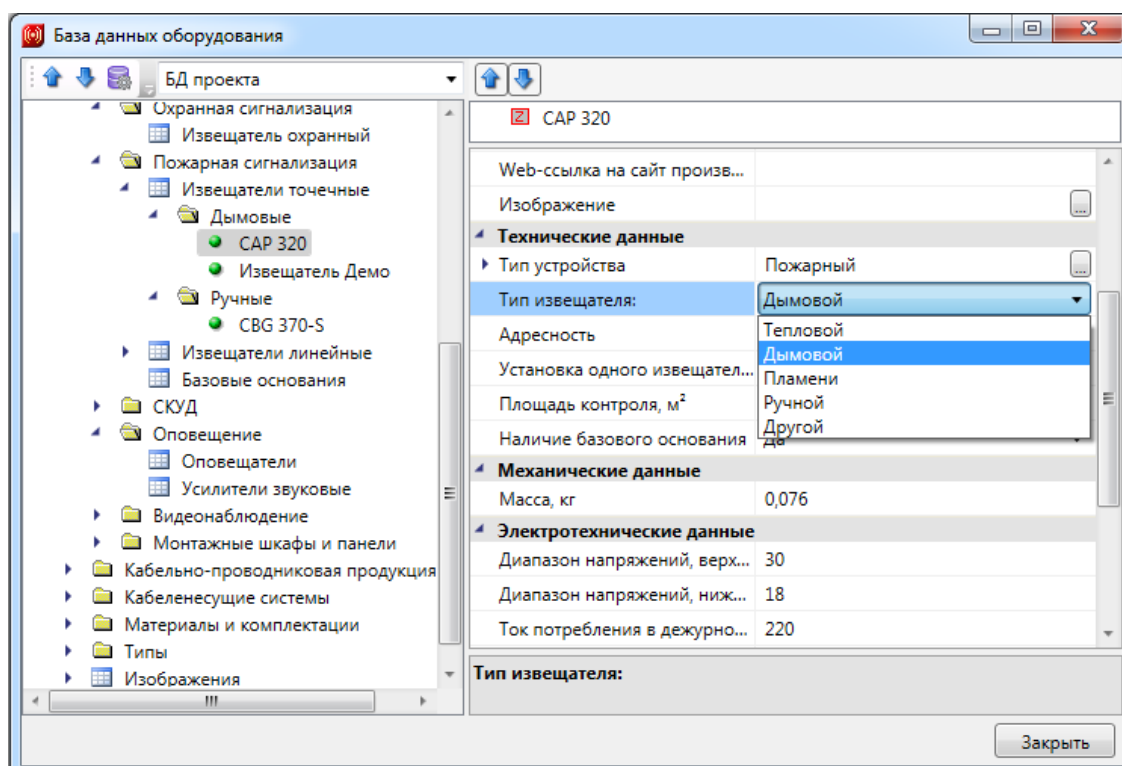 База данных оборудования
БД проекта
Охранная сигнализация
Извещатель охранный
Пожарная сигнализация
Извещатели точечные
Дымовые
CAP 320
Извещатель Демо
Ручные
CBG 370-S
Извещатели линейные
Базовые основания
СКУД
Оповещение
Оповещатели
Усилители звуковые
Видеонаблюдение
Монтажные шкафы и панели
Кабельно-проводниковая продукция
Кабеленесущие системы
Материалы и комплектации
Типы
Изображения
Z CAP 320
Web-ссылка на сайт произв...
Изображение ...
Технические данные
Тип устройства Пожарный ...
Тип извещателя: Дымовой
Адресность
Установка одного извещател...
Площадь контроля, м²
Наличие базового основания Да
Тепловой
Дымовой
Пламени
Ручной
Другой
Механические данные
Масса, кг 0,076
Электротехнические данные
Диапазон напряжений, верх... 30
Диапазон напряжений, ниж... 18
Ток потребления в дежурно... 220
Тип извещателя:
Закрыть